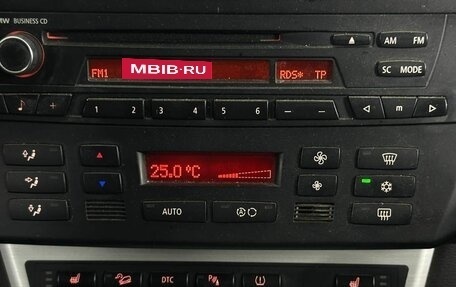 BMW BUSINESS CD
AM FM
FM1 MBIB.RU RDS* TP
SC MODE
1 2 3 4 5 6 m
25.0 °C
AUTO
DTC